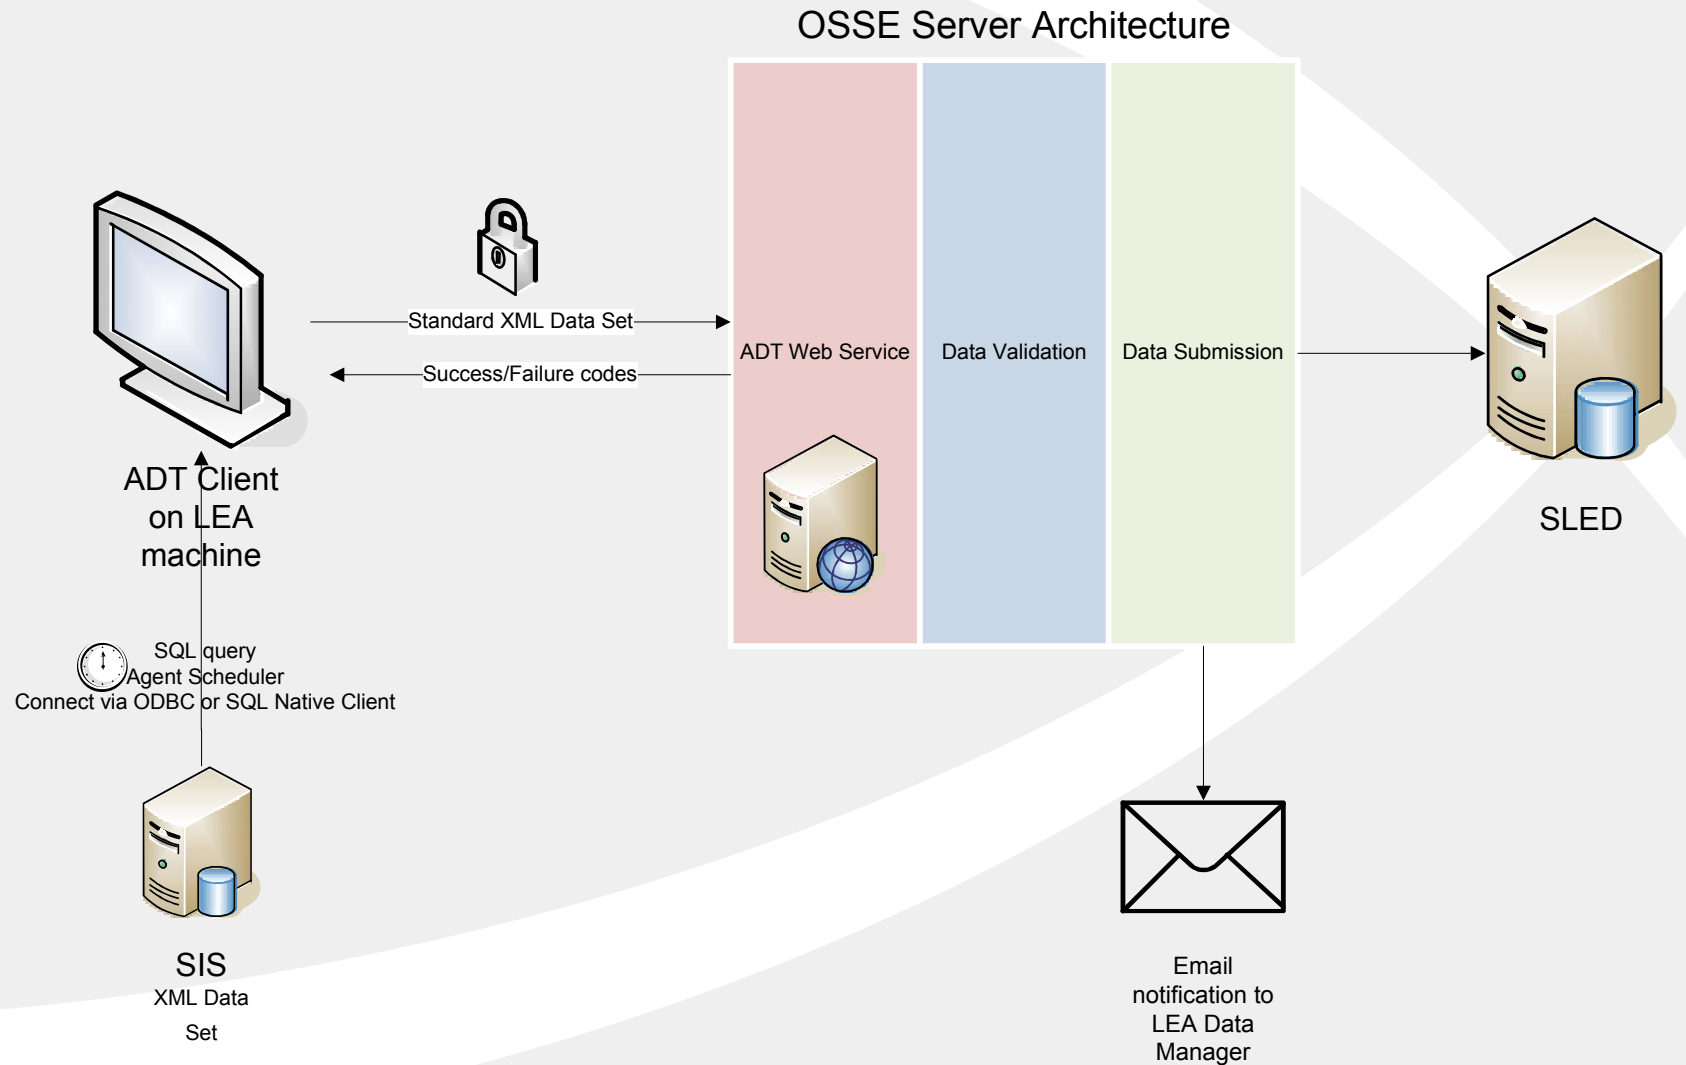 OSSE Server Architecture
Standard XML Data Set
Success/Failure codes
ADT Web Service
Data Validation
Data Submission
ADT Client
on LEA
machine
SLED
SQL query
Agent Scheduler
Connect via ODBC or SQL Native Client
SIS
XML Data
Set
Email
notification to
LEA Data
Manager